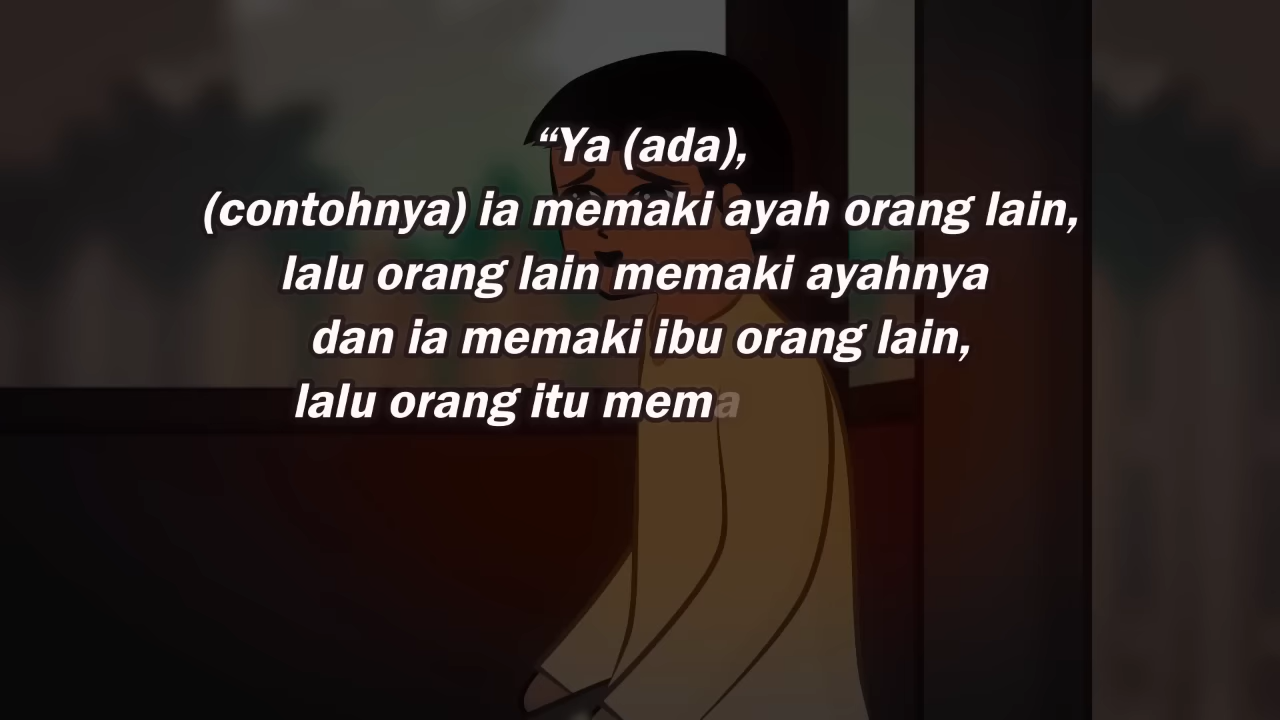 “Ya (ada),
(contohnya) ia memaki ayah orang lain,
lalu orang lain memaki ayahnya
dan ia memaki ibu orang lain,
lalu orang itu mema